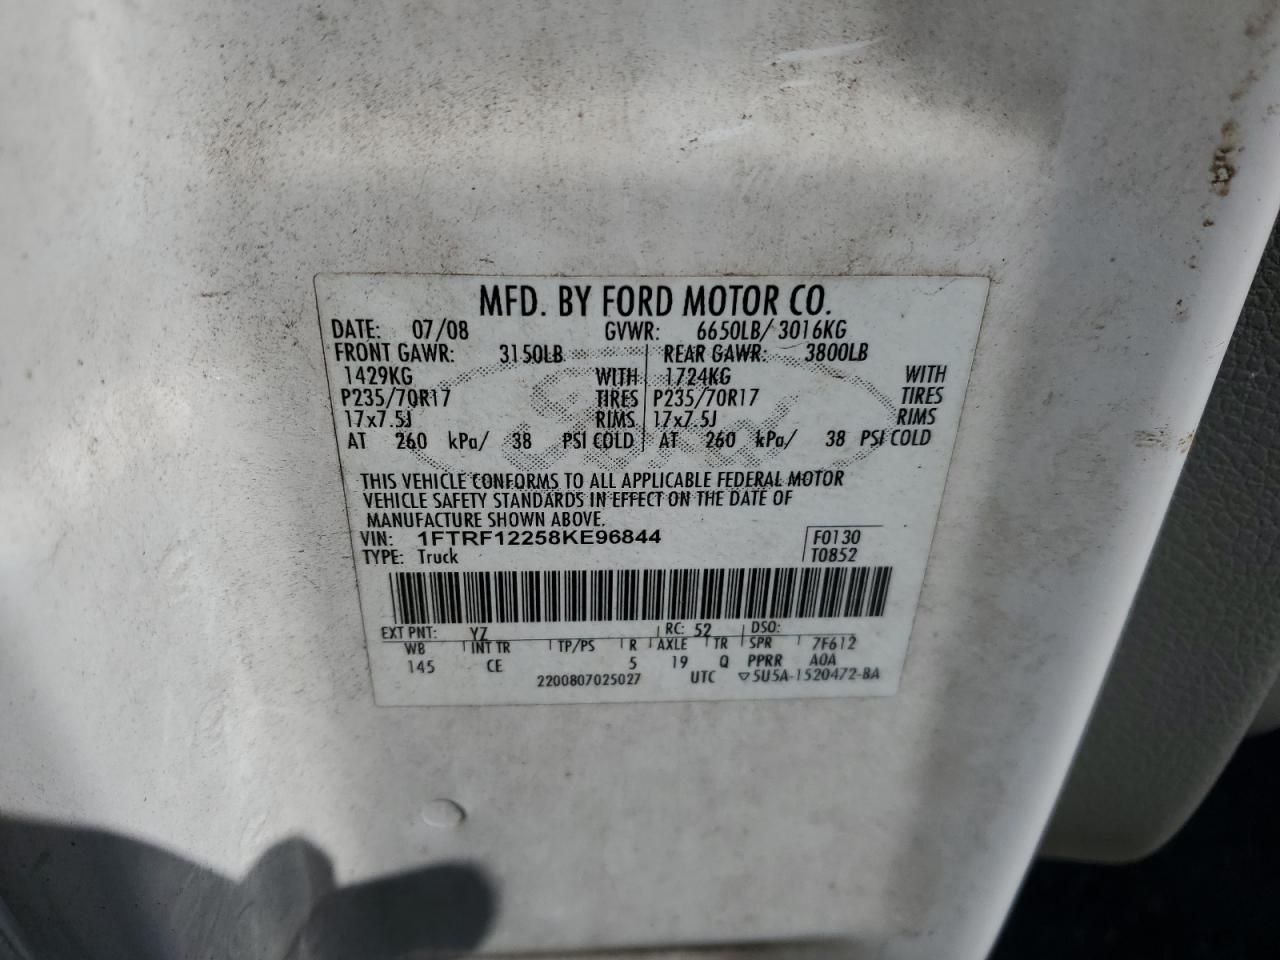 MFD. BY FORD MOTOR CO.
DATE: 07/08 GVWR: 6650LB/ 3016KG
FRONT GAWR: 3150LB REAR GAWR: 3800LB
1429KG WITH 1724KG WITH
P235/70R17 TIRES P235/70R17 TIRES
17x7.5J RIMS 17x7.5J RIMS
AT 260 kPa/ 38 PSI COLD AT 260 kPa/ 38 PSI COLD
THIS VEHICLE CONFORMS TO ALL APPLICABLE FEDERAL MOTOR
VEHICLE SAFETY STANDARDS IN EFFECT ON THE DATE OF
MANUFACTURE SHOWN ABOVE.
VIN: 1FTRF12258KE96844 F0130
TYPE: Truck T0852
EXT PNT: YZ RC: 52 DSO:
WB INT TR TP/PS R AXLE TR SPR 7F612
145 CE 5 19 Q PPRR A0A
2200807025027 UTC ▽5U5A-1520472-BA